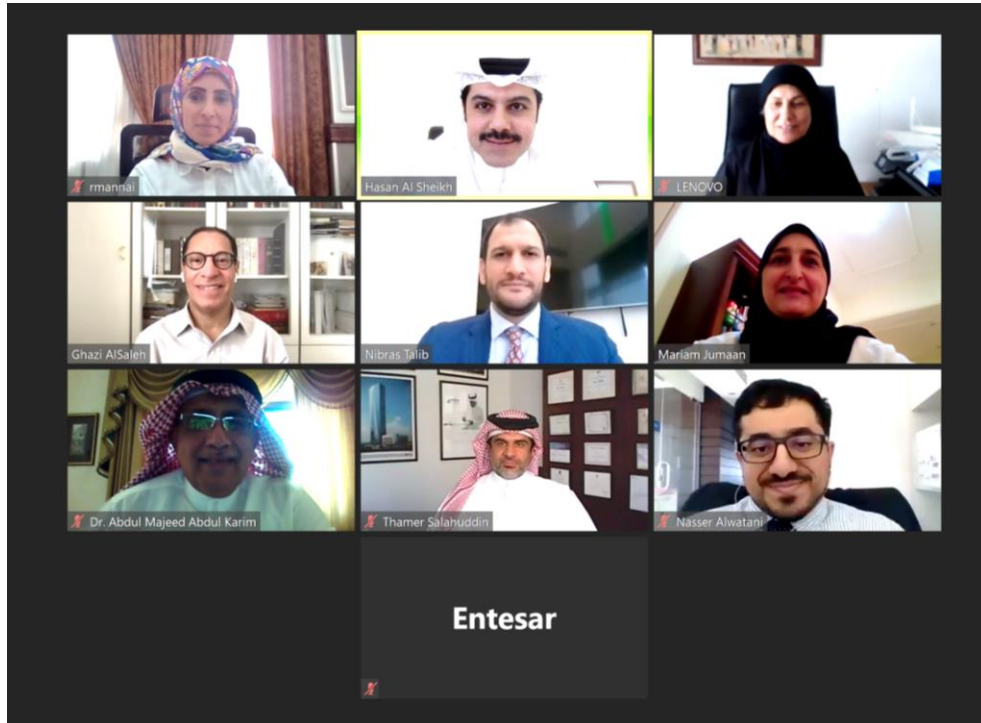 rmannai
Hasan Al Sheikh
LENOVO
Ghazi AlSaleh
Nibras Talib
Mariam Jumaan
Dr. Abdul Majeed Abdul Karim
Thamer Salahuddin
Nasser Alwatani
Entesar